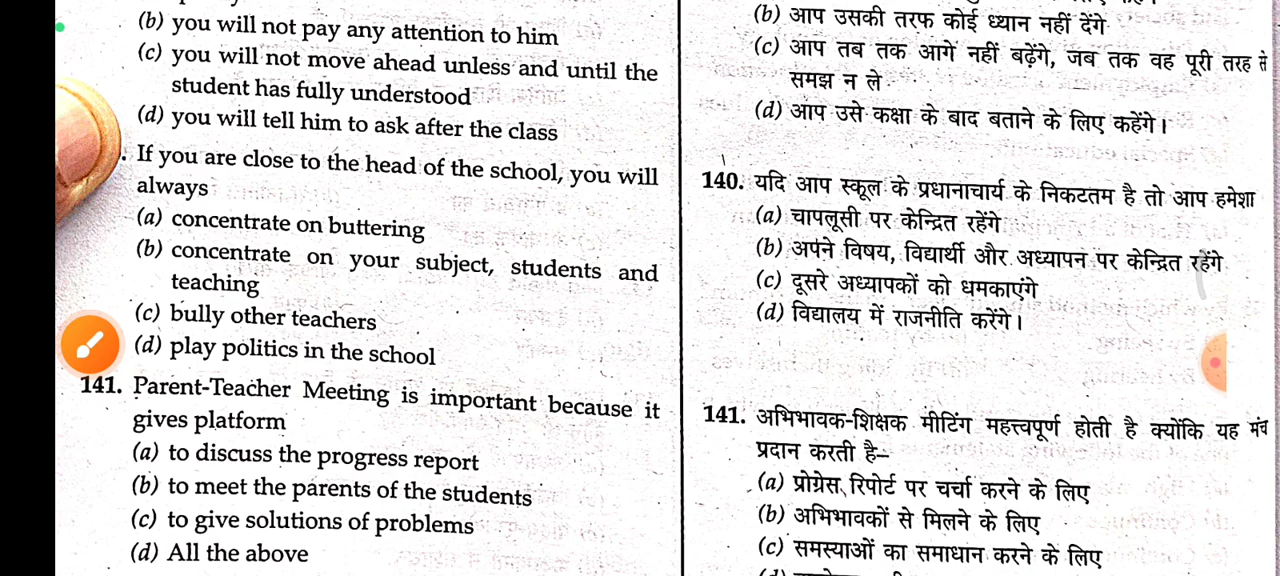 (b) you will not pay any attention to him
(c) you will not move ahead unless and until the
student has fully understood
(d) you will tell him to ask after the class
. If you are close to the head of the school, you will
always
(a) concentrate on buttering
(b) concentrate on your subject, students and
teaching
(c) bully other teachers
(d) play politics in the school
141. Parent-Teacher Meeting is important because it
gives platform
(a) to discuss the progress report
(b) to meet the parents of the students
(c) to give solutions of problems
(d) All the above
(b) आप उसकी तरफ कोई ध्यान नहीं देंगे
(c) आप तब तक आगे नहीं बढ़ेंगे, जब तक वह पूरी तरह से
समझ न ले
(d) आप उसे कक्षा के बाद बताने के लिए कहेंगे।
140. यदि आप स्कूल के प्रधानाचार्य के निकटतम है तो आप हमेशा
(a) चापलूसी पर केन्द्रित रहेंगे
(b) अपने विषय, विद्यार्थी और अध्यापन पर केन्द्रित रहेंगे
(c) दूसरे अध्यापकों को धमकाएंगे
(d) विद्यालय में राजनीति करेंगे।
141. अभिभावक-शिक्षक मीटिंग महत्त्वपूर्ण होती है क्योंकि यह मंच
प्रदान करती है–
(a) प्रोग्रेस रिपोर्ट पर चर्चा करने के लिए
(b) अभिभावकों से मिलने के लिए
(c) समस्याओं का समाधान करने के लिए